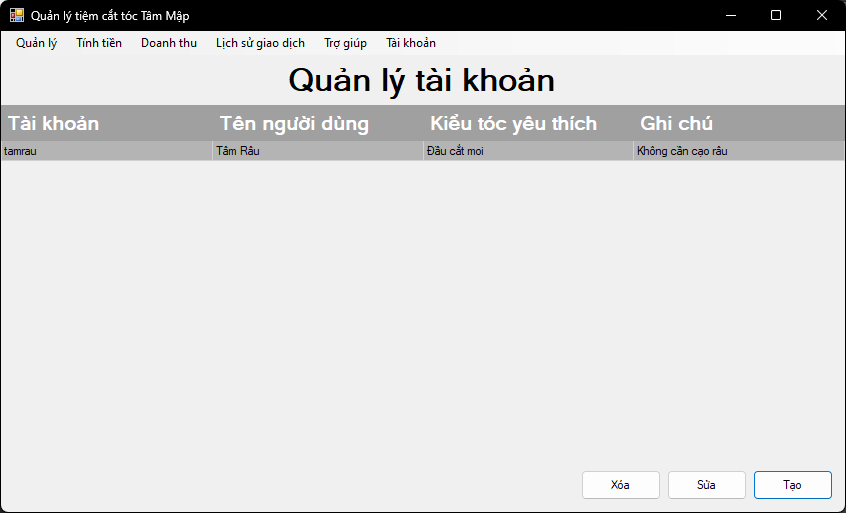 Quản lý tiệm cắt tóc Tâm Mập
Quản lý Tính tiền Doanh thu Lịch sử giao dịch Trợ giúp Tài khoản
Quản lý tài khoản
Tài khoản Tên người dùng Kiểu tóc yêu thích Ghi chú
tamrau Tâm Râu Đầu cắt moi Không cần cạo râu
Xóa Sửa Tạo